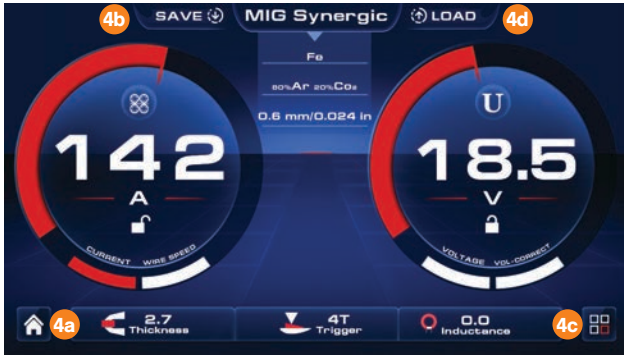 4b SAVE MIG Synergic LOAD 4d
Fe
80%Ar 20%CO₂
0.6 mm/0.024 in
U
142
18.5
A
V
CURRENT WIRE SPEED
VOLTAGE VOL-CORRECT
4a 2.7 Thickness
4T Trigger
0.0 Inductance 4c